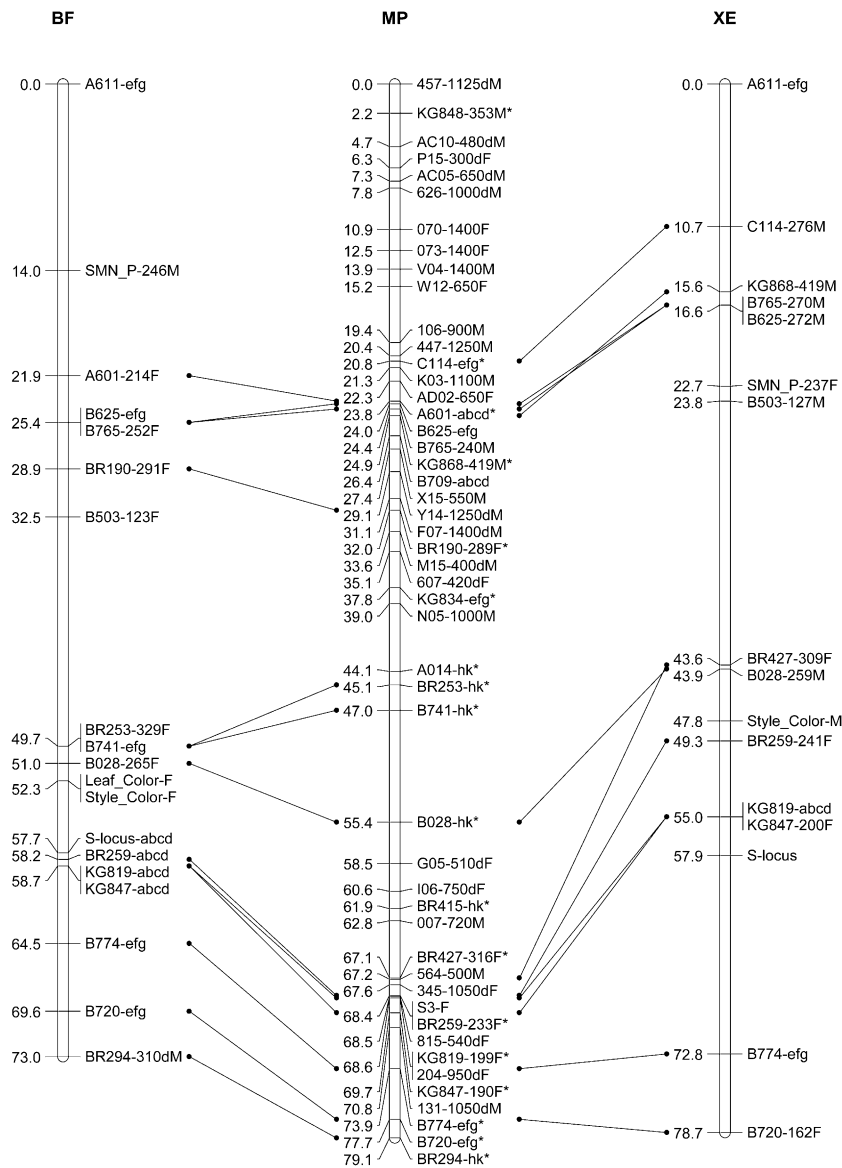 BF
0.0 A611-efg
14.0 SMN_P-246M
21.9 A601-214F
B625-efg
25.4
B765-252F
28.9 BR190-291F
32.5 B503-123F
BR253-329F
49.7
B741-efg
51.0 B028-265F
Leaf_Color-F
52.3
Style_Color-F
57.7 S-locus-abcd
58.2 BR259-abcd
KG819-abcd
58.7
KG847-abcd
64.5 B774-efg
69.6 B720-efg
73.0 BR294-310dM
MP
0.0 457-1125dM
2.2 KG848-353M*
4.7 AC10-480dM
6.3 P15-300dF
7.3 AC05-650dM
7.8 626-1000dM
10.9 070-1400F
12.5 073-1400F
13.9 V04-1400M
15.2 W12-650F
19.4 106-900M
20.4 447-1250M
20.8 C114-efg*
21.3 K03-1100M
22.3 AD02-650F
23.8 A601-abcd*
24.0 B625-efg
24.4 B765-240M
24.9 KG868-419M*
26.4 B709-abcd
27.4 X15-550M
29.1 Y14-1250dM
31.1 F07-1400dM
32.0 BR190-289F*
33.6 M15-400dM
35.1 607-420dF
37.8 KG834-efg*
39.0 N05-1000M
44.1 A014-hk*
45.1 BR253-hk*
47.0 B741-hk*
55.4 B028-hk*
58.5 G05-510dF
60.6 I06-750dF
61.9 BR415-hk*
62.8 007-720M
67.1 BR427-316F*
67.2 564-500M
67.6 345-1050dF
S3-F
68.4
BR259-233F*
68.5 815-540dF
KG819-199F*
68.6
204-950dF
69.7 KG847-190F*
70.8 131-1050dM
73.9 B774-efg*
77.7 B720-efg*
79.1 BR294-hk*
XE
0.0 A611-efg
10.7 C114-276M
15.6 KG868-419M
B765-270M
16.6
B625-272M
22.7 SMN_P-237F
23.8 B503-127M
43.6 BR427-309F
43.9 B028-259M
47.8 Style_Color-M
49.3 BR259-241F
KG819-abcd
55.0
KG847-200F
57.9 S-locus
72.8 B774-efg
78.7 B720-162F